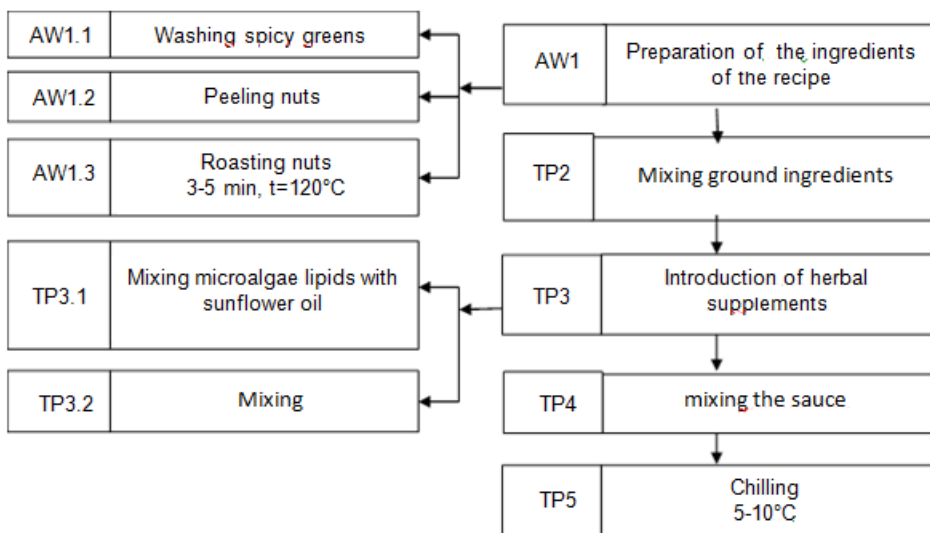 AW1.1 Washing spicy greens
AW1.2 Peeling nuts
AW1.3 Roasting nuts
3-5 min, t=120°C
TP3.1 Mixing microalgae lipids with
sunflower oil
TP3.2 Mixing
AW1 Preparation of the ingredients
of the recipe
TP2 Mixing ground ingredients
TP3 Introduction of herbal
supplements
TP4 mixing the sauce
TP5 Chilling
5-10°C